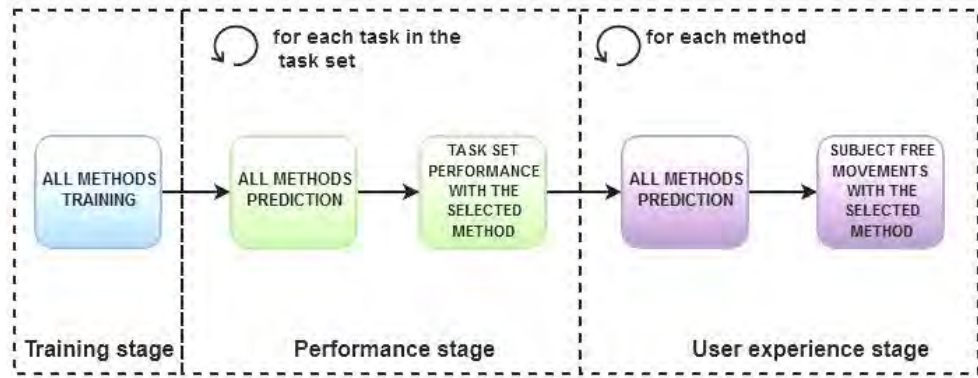 for each task in the
task set
for each method
ALL METHODS
TRAINING
ALL METHODS
PREDICTION
TASK SET
PERFORMANCE
WITH THE
SELECTED
METHOD
ALL METHODS
PREDICTION
SUBJECT FREE
MOVEMENTS
WITH THE
SELECTED
METHOD
Training stage
Performance stage
User experience stage